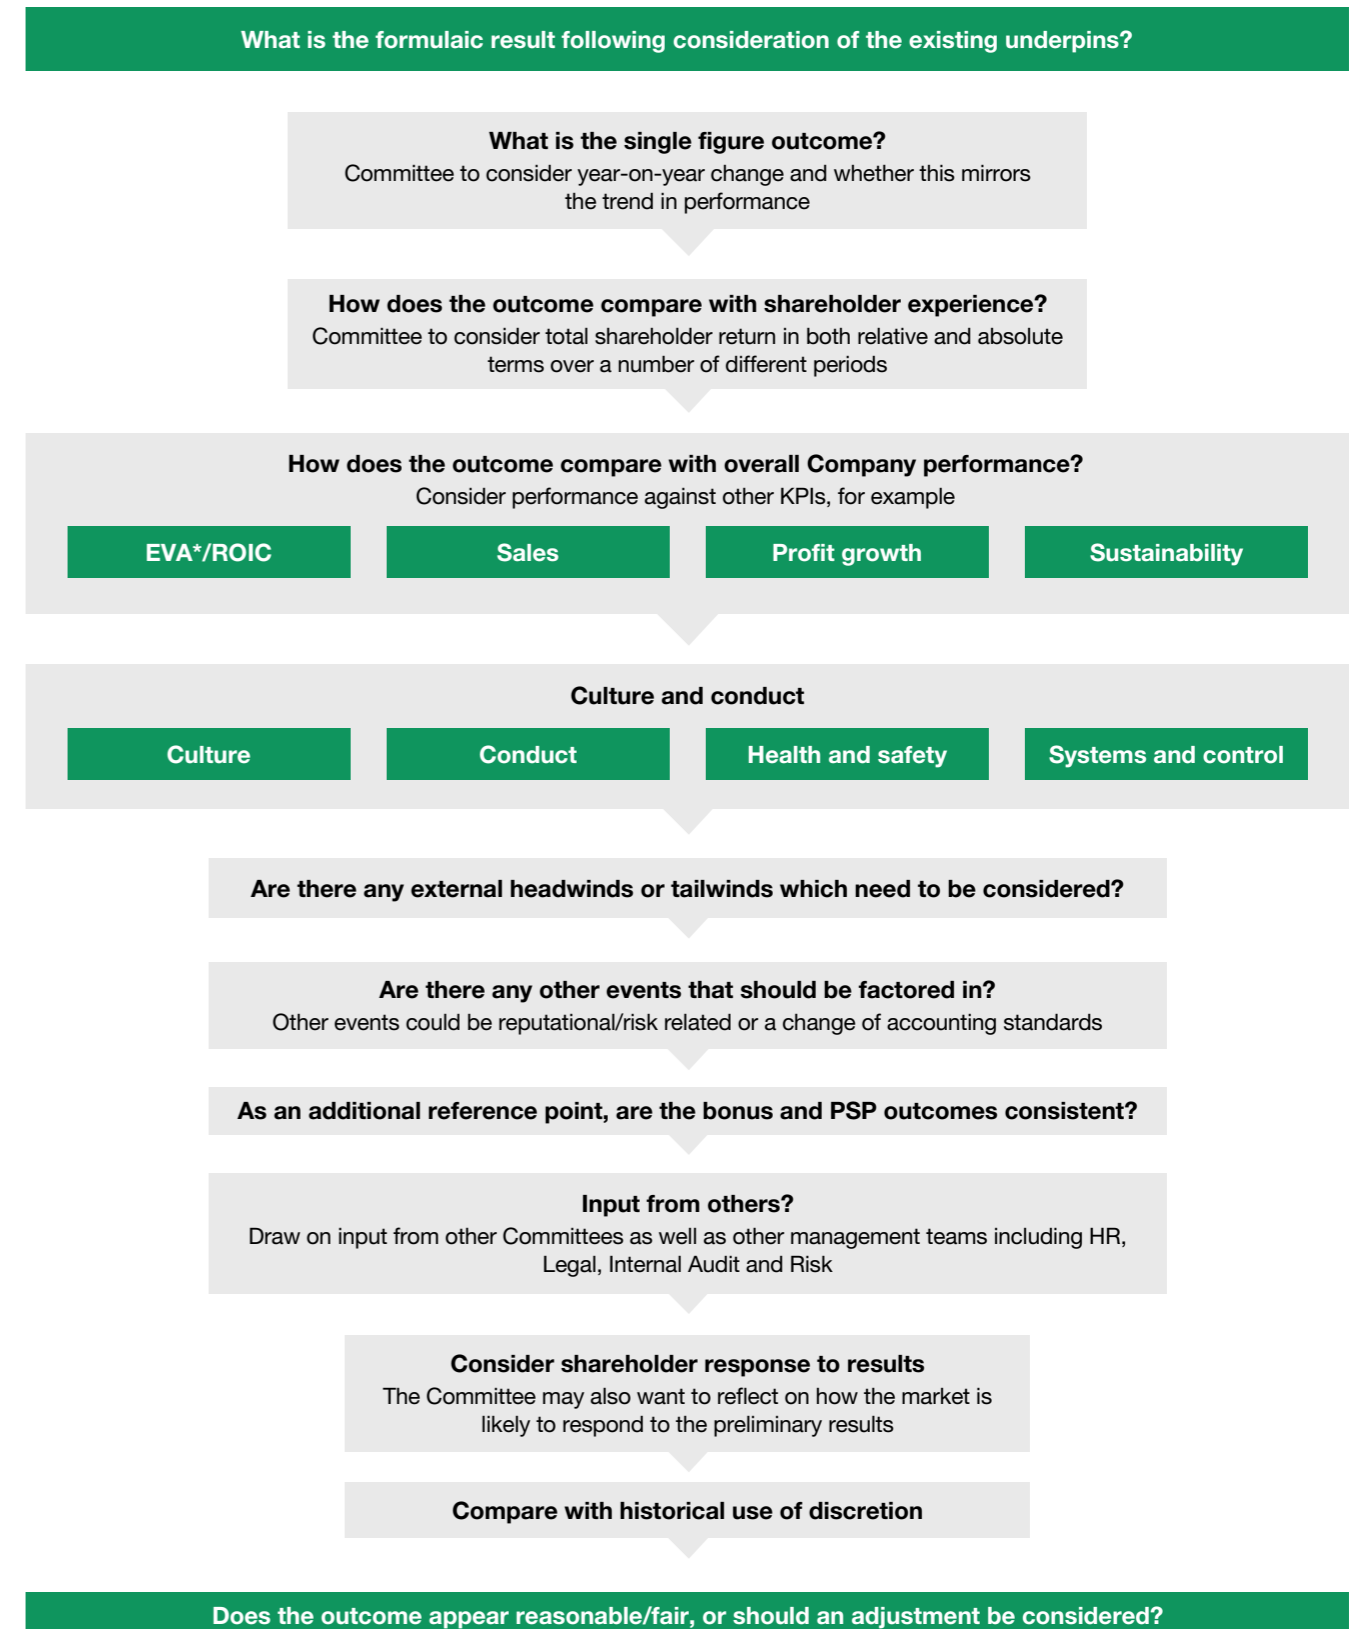 What is the formulaic result following consideration of the existing underpins?
What is the single figure outcome?
Committee to consider year-on-year change and whether this mirrors
the trend in performance
How does the outcome compare with shareholder experience?
Committee to consider total shareholder return in both relative and absolute
terms over a number of different periods
How does the outcome compare with overall Company performance?
Consider performance against other KPIs, for example
EVA*/ROIC
Sales
Profit growth
Sustainability
Culture and conduct
Culture
Conduct
Health and safety
Systems and control
Are there any external headwinds or tailwinds which need to be considered?
Are there any other events that should be factored in?
Other events could be reputational/risk related or a change of accounting standards
As an additional reference point, are the bonus and PSP outcomes consistent?
Input from others?
Draw on input from other Committees as well as other management teams including HR,
Legal, Internal Audit and Risk
Consider shareholder response to results
The Committee may also want to reflect on how the market is
likely to respond to the preliminary results
Compare with historical use of discretion
Does the outcome appear reasonable/fair, or should an adjustment be considered?